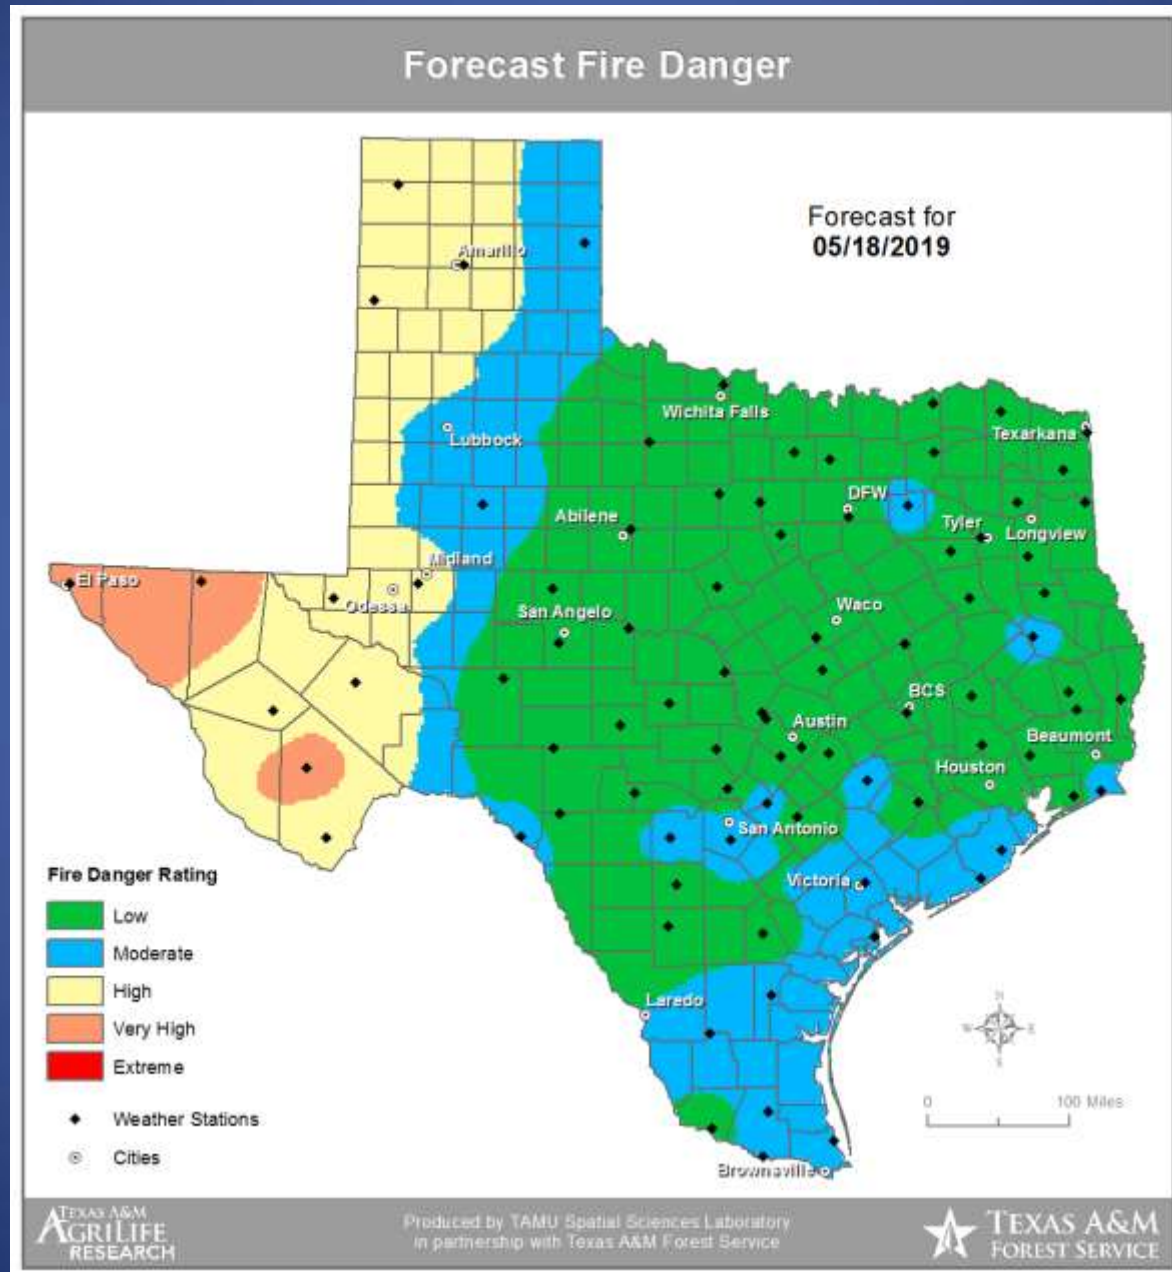 Forecast Fire Danger
Forecast for
05/18/2019
Amarillo
Wichita Falls
Lubbock
Texarkana
DFW
Abilene
Tyler
Longview
Midland
El Paso
Odessa
San Angelo
Waco
BCS
Austin
Beaumont
Houston
San Antonio
Victoria
Fire Danger Rating
Low
Moderate
High
Very High
Extreme
Laredo
N
W E
S
0 100 Miles
Weather Stations
Cities
Brownsville
TEXAS A&M
AGRILIFE
RESEARCH
Produced by TAMU Spatial Sciences Laboratory
in partnership with Texas A&M Forest Service
TEXAS A&M
FOREST SERVICE